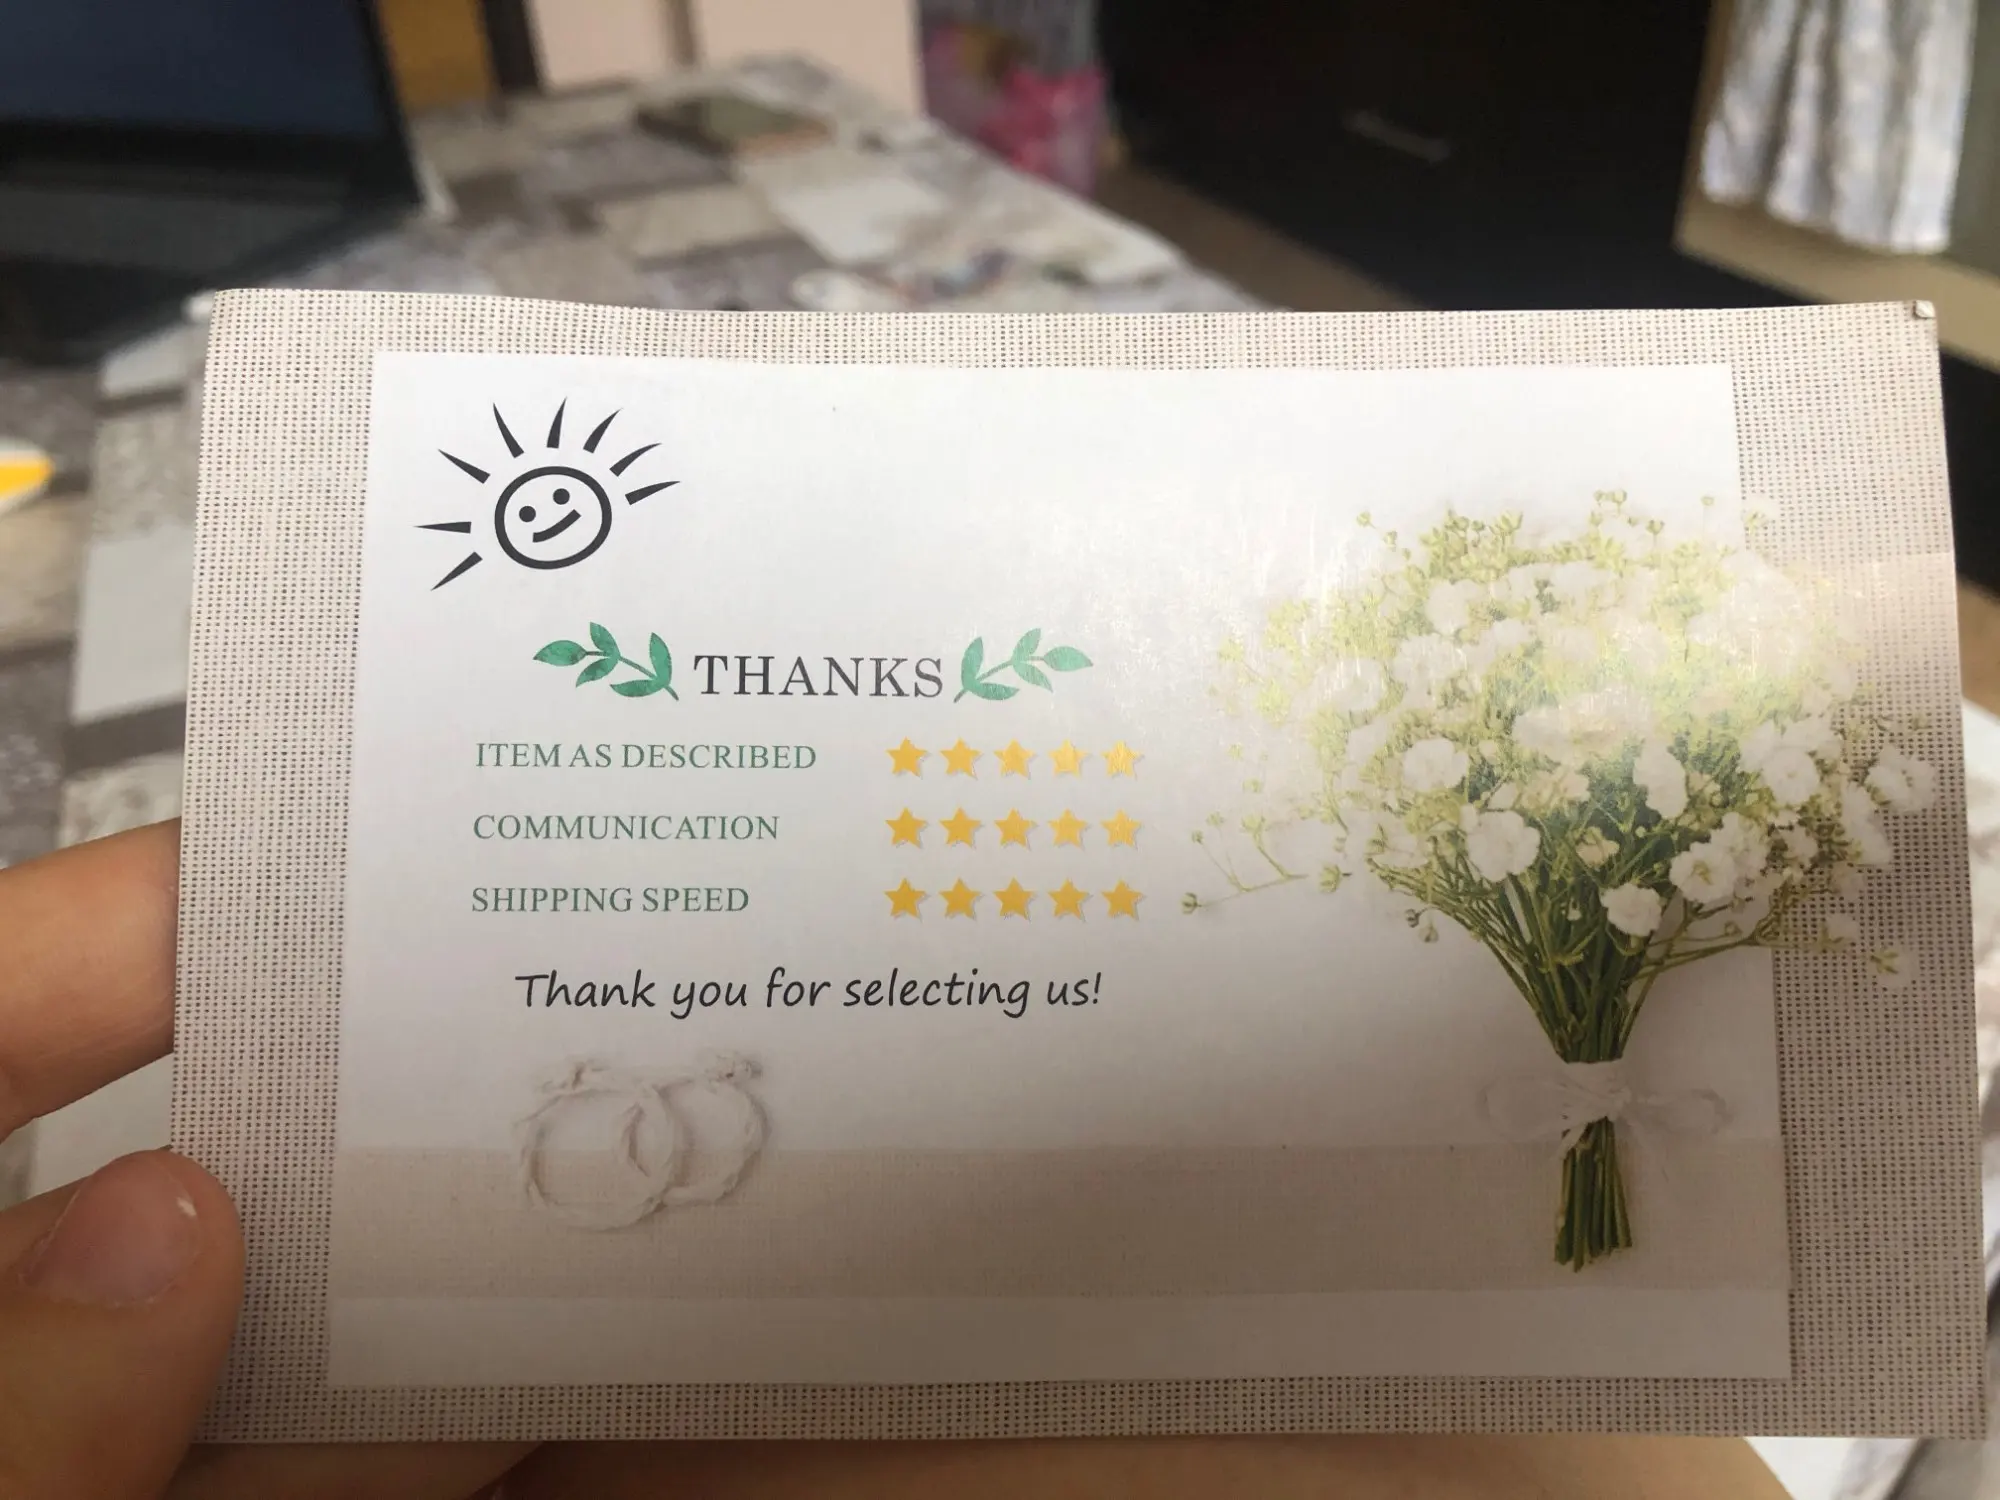 THANKS
ITEM AS DESCRIBED
COMMUNICATION
SHIPPING SPEED
Thank you for selecting us!